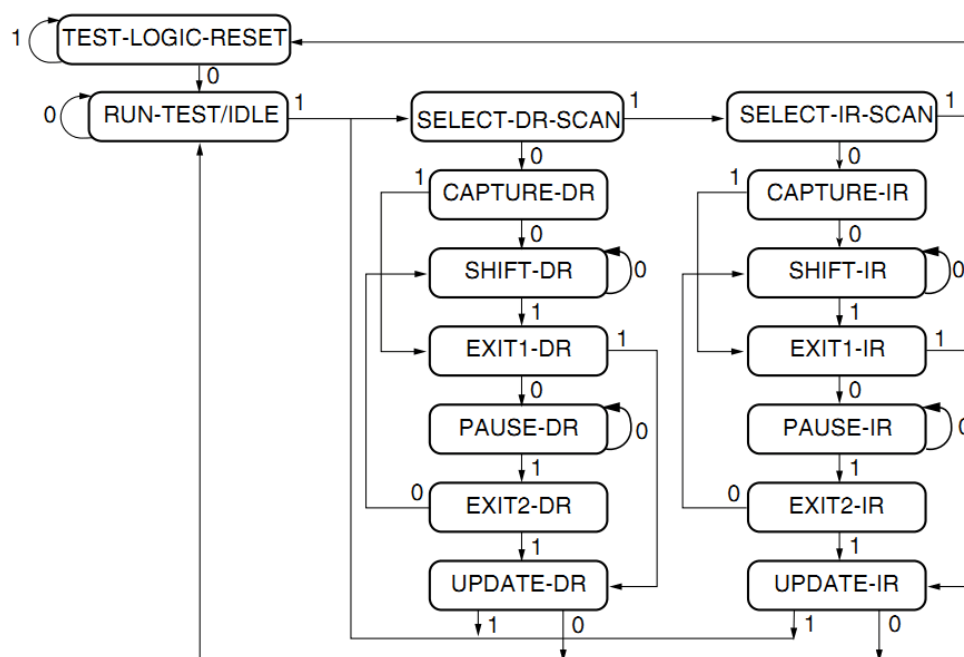 1 TEST-LOGIC-RESET
0
0 RUN-TEST/IDLE 1
SELECT-DR-SCAN 1
SELECT-IR-SCAN 1
0 0
1 CAPTURE-DR
1 CAPTURE-IR
0 0
SHIFT-DR 0
SHIFT-IR 0
1 1
EXIT1-DR 1
EXIT1-IR 1
0 0
PAUSE-DR 0
PAUSE-IR 0
1 1
0 EXIT2-DR
0 EXIT2-IR
1 1
UPDATE-DR
UPDATE-IR
1 0
1 0